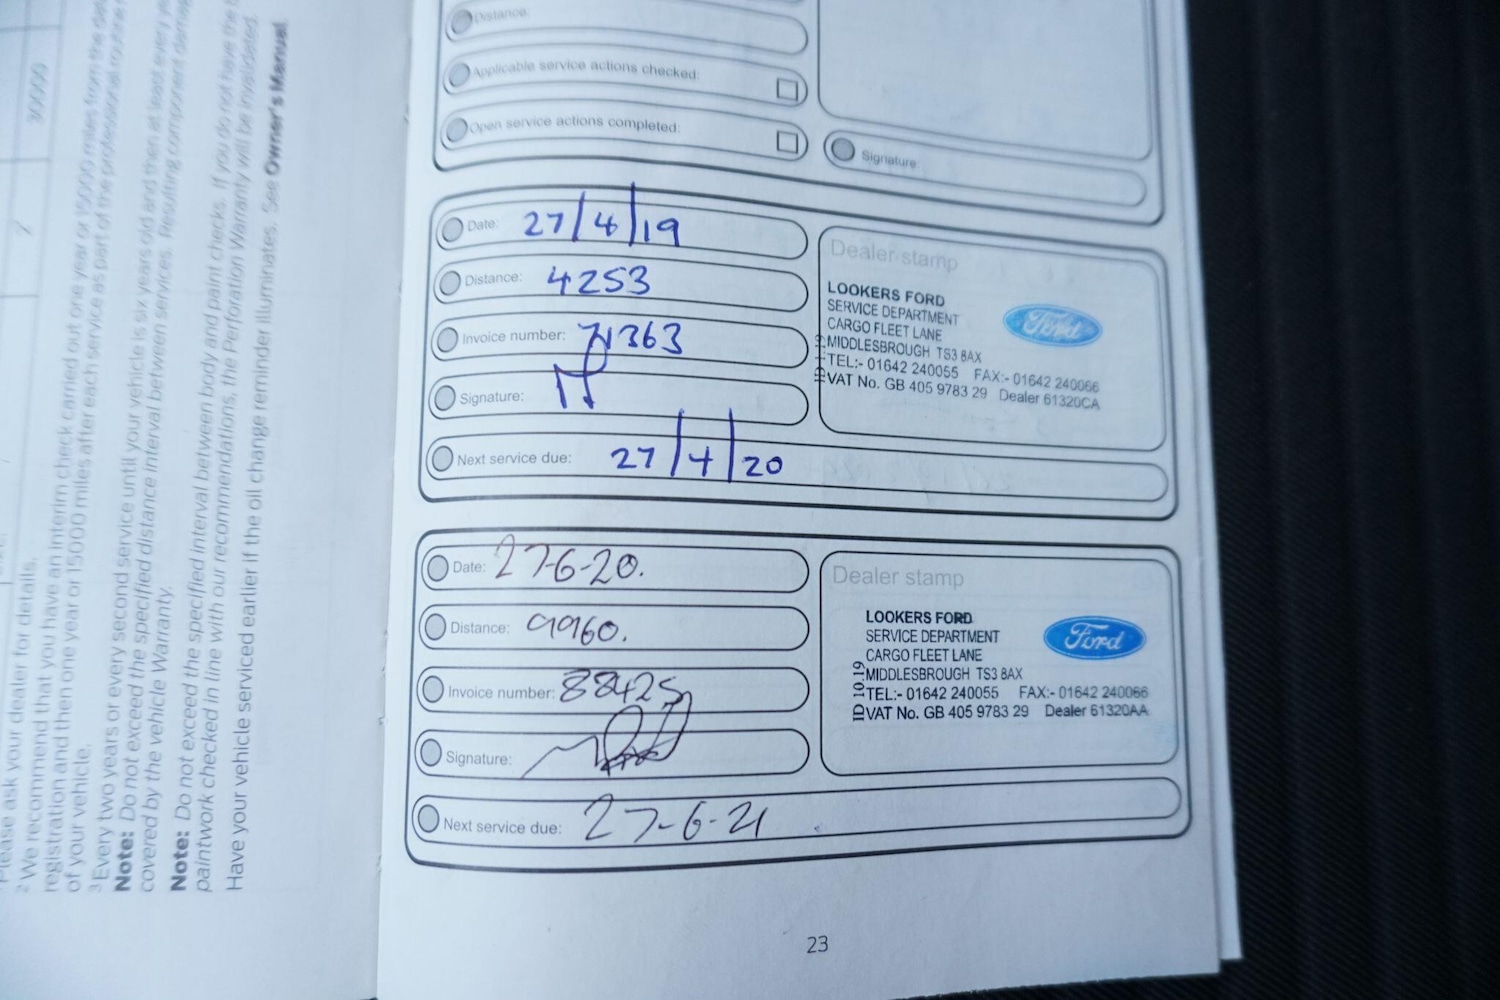 Distance:
Applicable service actions checked:
Open service actions completed:
Signature:
Date: 27/4/19
Distance: 4253
Invoice number: 71363
Signature:
Next service due: 27/4/20
Dealer stamp
LOOKERS FORD
SERVICE DEPARTMENT
CARGO FLEET LANE
MIDDLESBROUGH TS3 8AX
TEL:- 01642 240055 FAX:- 01642 240066
VAT No. GB 405 9783 29 Dealer 61320CA
Ford
Date: 27-6-20.
Distance: 9960.
Invoice number: 88425
Signature:
Next service due: 27-6-21
Dealer stamp
LOOKERS FORD
SERVICE DEPARTMENT
CARGO FLEET LANE
MIDDLESBROUGH TS3 8AX
TEL:- 01642 240055 FAX:- 01642 240066
VAT No. GB 405 9783 29 Dealer 61320AA
ID 10 19
Ford
23
30000
Please ask your dealer for details.
2 We recommend that you have an interim check carried out one year or 15000 miles from the
registration and then one year or 15000 miles after each service as part of the professional routine
of your vehicle.
3 Every two years or every second service until your vehicle is six years old and then at least every
Note: Do not exceed the specified distance interval between services. Resulting component
covered by the vehicle Warranty.
Note: Do not exceed the specified interval between body and paint checks. If you do not have the
paintwork checked in line with our recommendations, the Perforation Warranty will be invalidated.
Have your vehicle serviced earlier if the oil change reminder illuminates. See Owner's Manual.